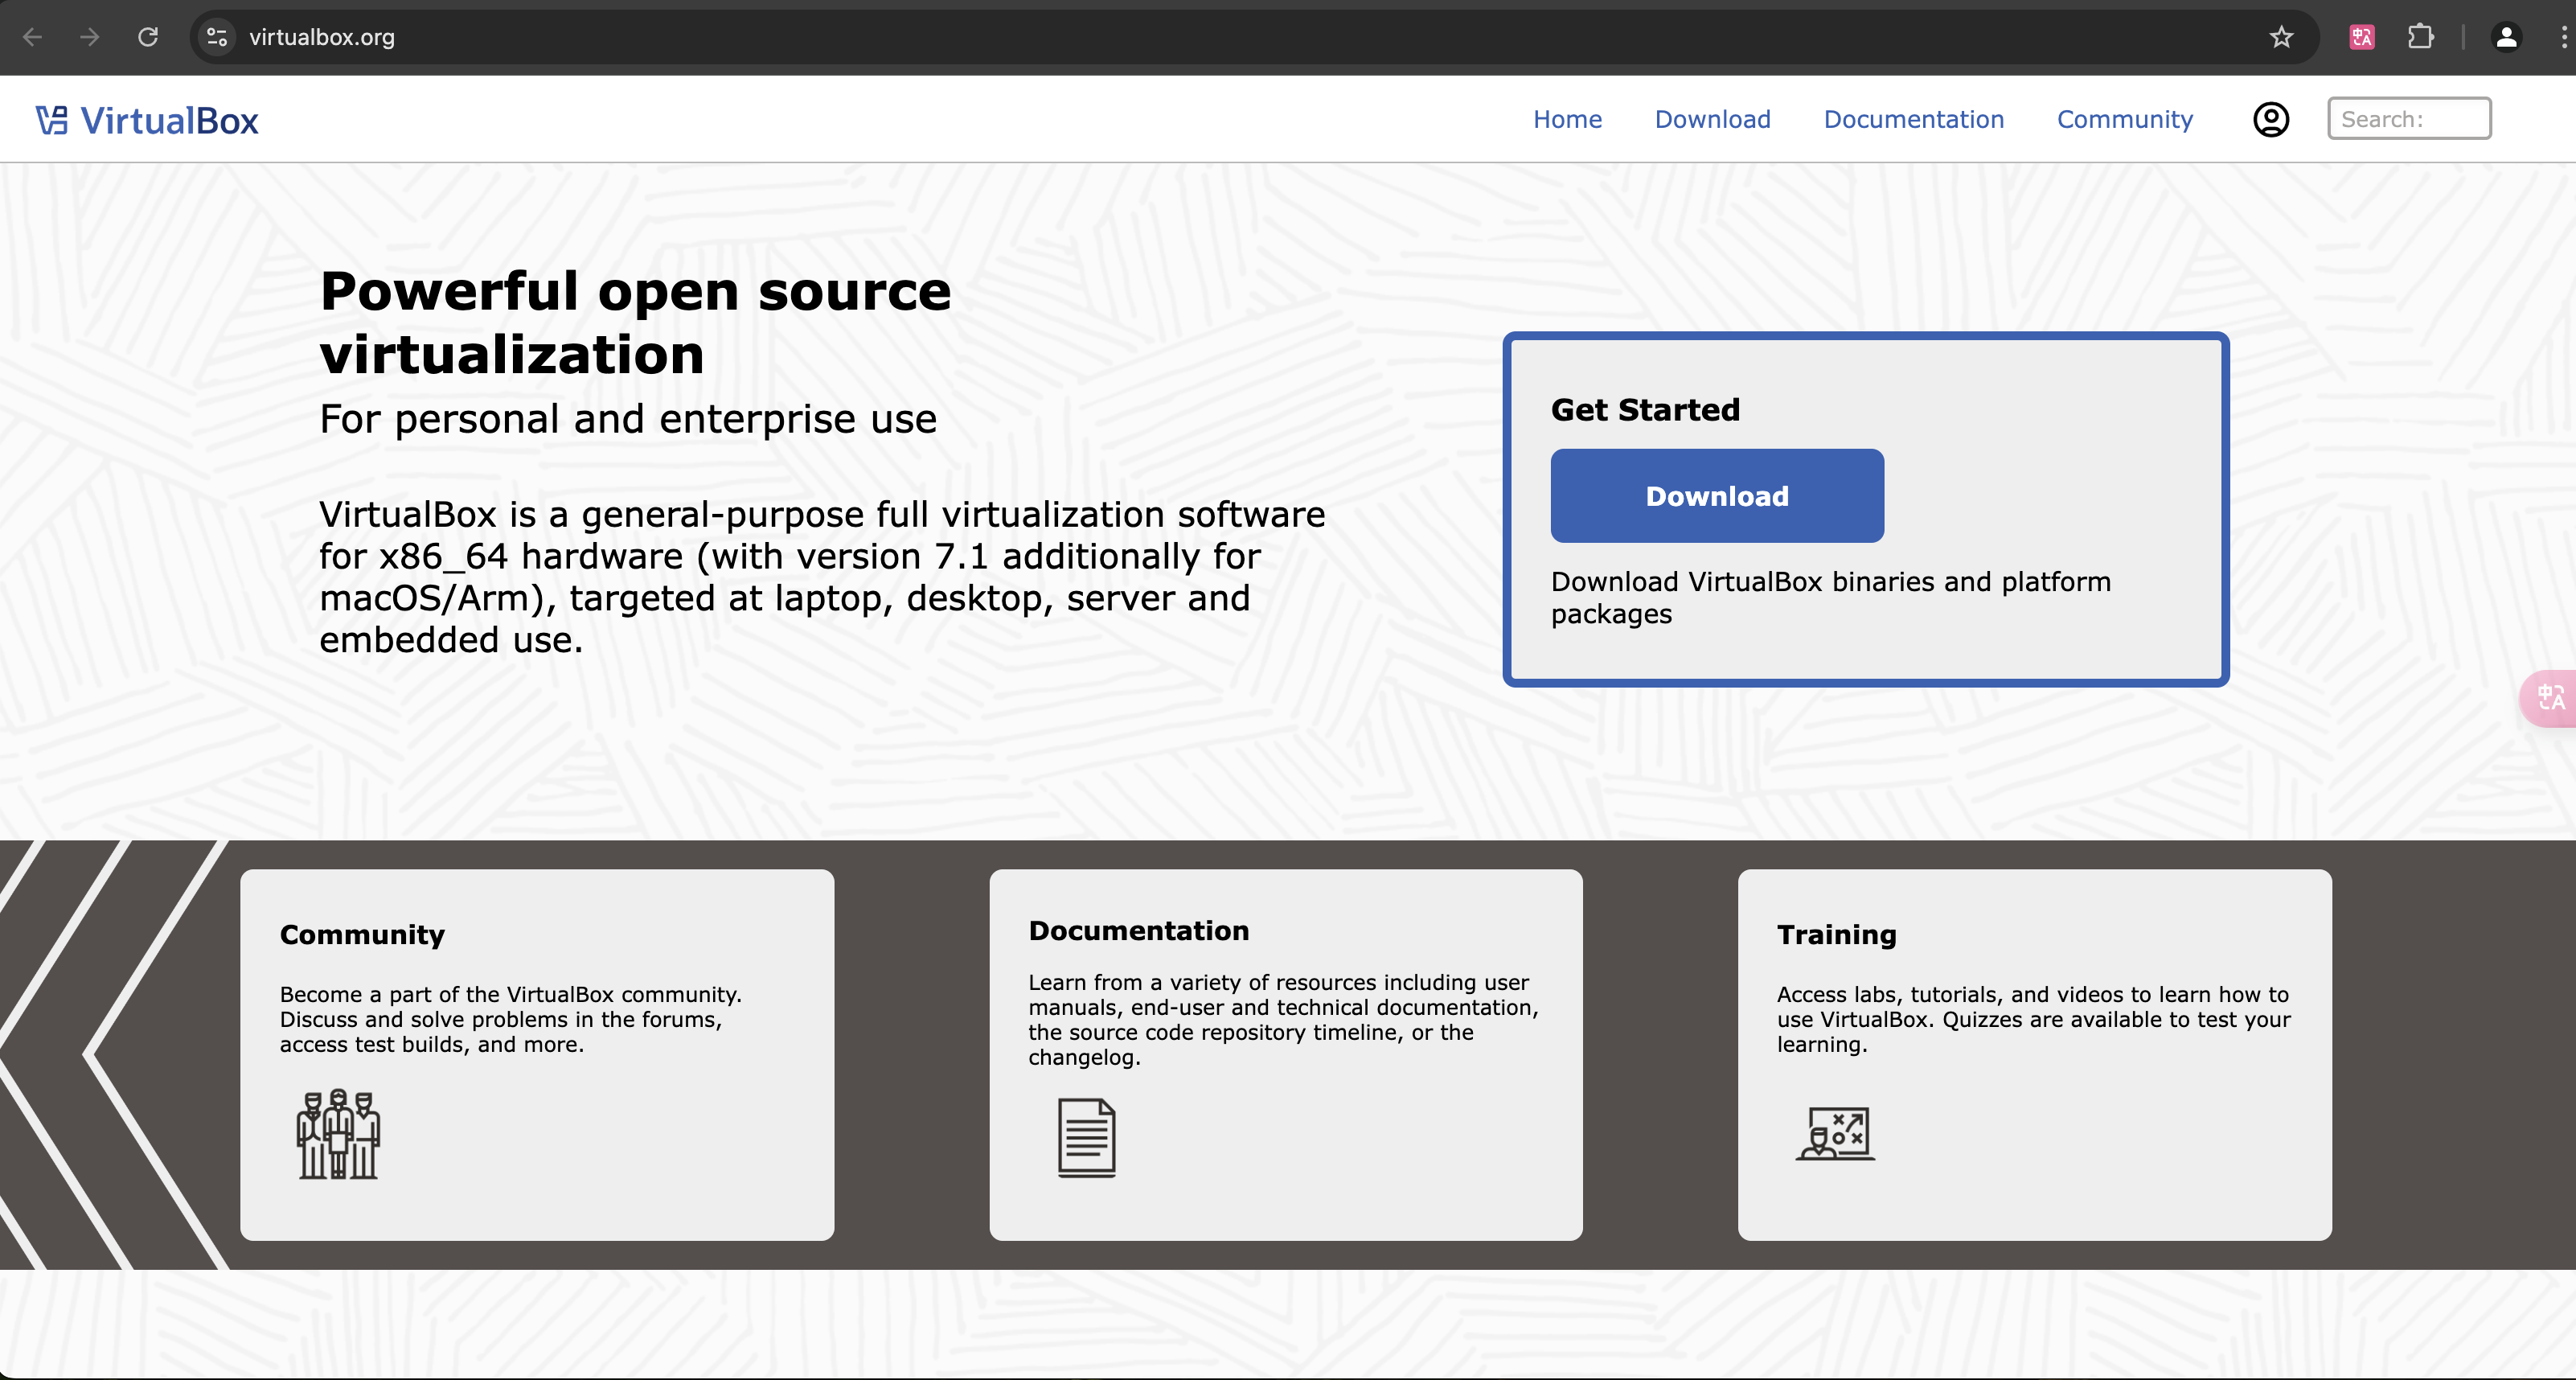 virtualbox.org
VirtualBox
Home Download Documentation Community Search:
Powerful open source
virtualization
For personal and enterprise use
VirtualBox is a general-purpose full virtualization software
for x86_64 hardware (with version 7.1 additionally for
macOS/Arm), targeted at laptop, desktop, server and
embedded use.
Get Started
Download
Download VirtualBox binaries and platform
packages
Community
Become a part of the VirtualBox community.
Discuss and solve problems in the forums,
access test builds, and more.
Documentation
Learn from a variety of resources including user
manuals, end-user and technical documentation,
the source code repository timeline, or the
changelog.
Training
Access labs, tutorials, and videos to learn how to
use VirtualBox. Quizzes are available to test your
learning.